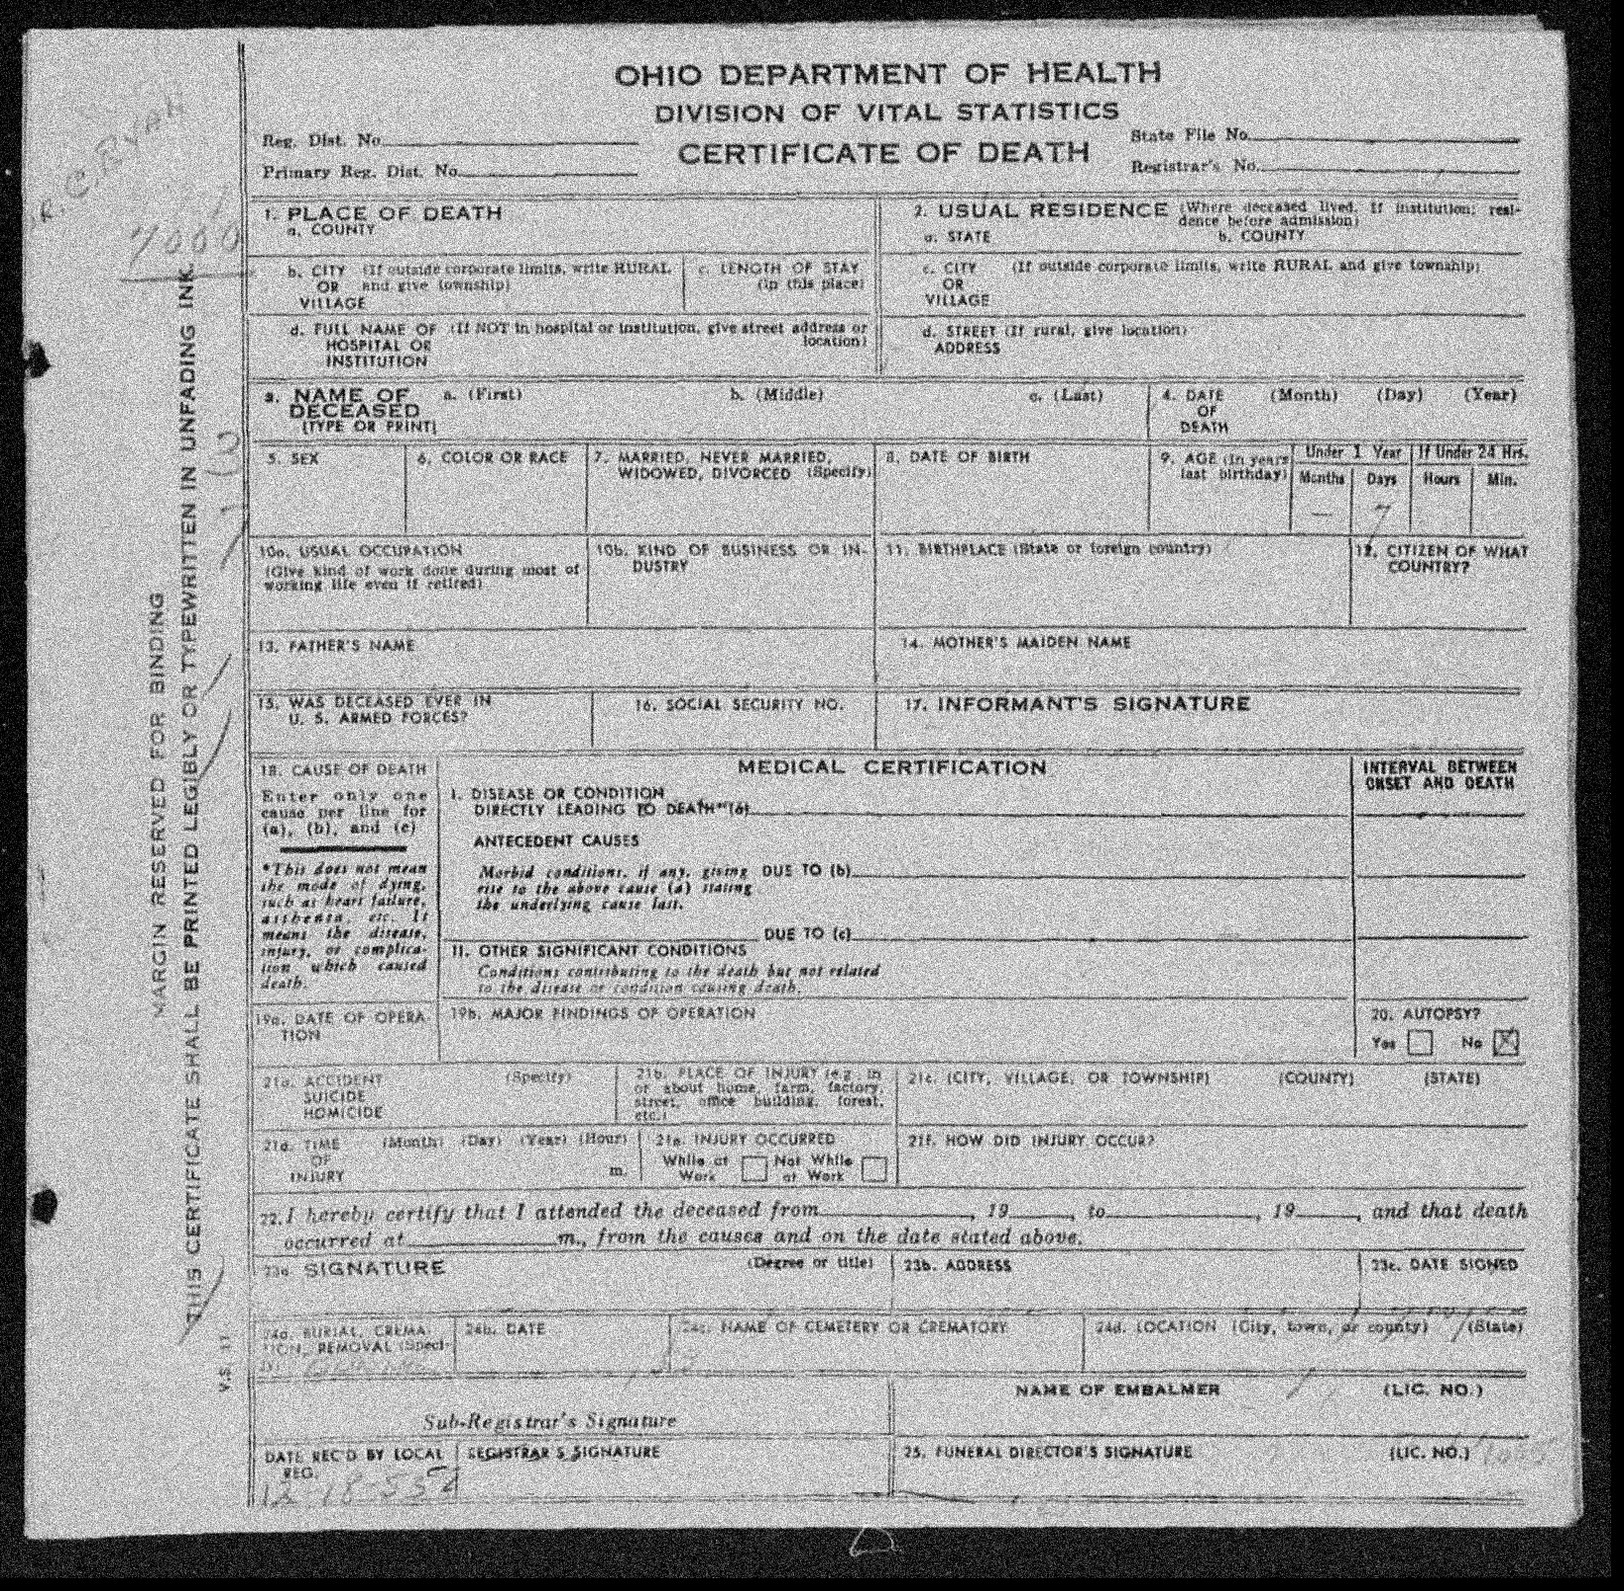 OHIO DEPARTMENT OF HEALTH
DIVISION OF VITAL STATISTICS
CERTIFICATE OF DEATH
Reg. Dist. No.
Primary Reg. Dist. No.
State File No.
Registrar's No.
R. C. RYAN
7000
1. PLACE OF DEATH
a. COUNTY
2. USUAL RESIDENCE (Where deceased lived. If institution: resi-
dence before admission)
a. STATE b. COUNTY
b. CITY (If outside corporate limits, write RURAL
OR and give township)
VILLAGE
c. LENGTH OF STAY
(in this place)
c. CITY (If outside corporate limits, write RURAL and give township)
OR
VILLAGE
d. FULL NAME OF (If NOT in hospital or institution, give street address or
HOSPITAL OR location)
INSTITUTION
d. STREET (If rural, give location)
ADDRESS
3. NAME OF a. (First) b. (Middle) c. (Last)
DECEASED
(TYPE OR PRINT)
4. DATE (Month) (Day) (Year)
OF
DEATH
5. SEX
6. COLOR OR RACE
7. MARRIED, NEVER MARRIED,
WIDOWED, DIVORCED (Specify)
8. DATE OF BIRTH
9. AGE (In years
last birthday)
Under 1 Year
If Under 24 Hrs.
Months Days Hours Min.
— 7
10a. USUAL OCCUPATION
(Give kind of work done during most of
working life even if retired)
10b. KIND OF BUSINESS OR IN-
DUSTRY
11. BIRTHPLACE (State or foreign country)
12. CITIZEN OF WHAT
COUNTRY?
13. FATHER'S NAME
14. MOTHER'S MAIDEN NAME
15. WAS DECEASED EVER IN
U. S. ARMED FORCES?
16. SOCIAL SECURITY NO.
17. INFORMANT'S SIGNATURE
18. CAUSE OF DEATH
Enter only one
cause per line for
(a), (b), and (c)
*This does not mean
the mode of dying,
such as heart failure,
asthenia, etc. It
means the disease,
injury, or complica-
tion which caused
death.
MEDICAL CERTIFICATION
I. DISEASE OR CONDITION
DIRECTLY LEADING TO DEATH*(a)
ANTECEDENT CAUSES
Morbid conditions, if any, giving DUE TO (b)
rise to the above cause (a) stating
the underlying cause last.
DUE TO (c)
II. OTHER SIGNIFICANT CONDITIONS
Conditions contributing to the death but not related
to the disease or condition causing death.
INTERVAL BETWEEN
ONSET AND DEATH
19a. DATE OF OPERA-
TION
19b. MAJOR FINDINGS OF OPERATION
20. AUTOPSY?
Yes No X
21a. ACCIDENT (Specify)
SUICIDE
HOMICIDE
21b. PLACE OF INJURY (e.g., in
or about home, farm, factory,
street, office building, forest,
etc.)
21c. (CITY, VILLAGE, OR TOWNSHIP) (COUNTY) (STATE)
21d. TIME (Month) (Day) (Year) (Hour)
OF
INJURY m.
21e. INJURY OCCURRED
While at Not While
Work at Work
21f. HOW DID INJURY OCCUR?
22. I hereby certify that I attended the deceased from , 19 , to , 19 , and that death
occurred at m., from the causes and on the date stated above.
23a. SIGNATURE (Degree or title)
23b. ADDRESS
23c. DATE SIGNED
24a. BURIAL, CREMA-
TION, REMOVAL (Speci-
24b. DATE
24c. NAME OF CEMETERY OR CREMATORY
24d. LOCATION (City, town, or county) (State)
Sub-Registrar's Signature
NAME OF EMBALMER (LIC. NO.)
DATE REC'D BY LOCAL
REG.
REGISTRAR'S SIGNATURE
25. FUNERAL DIRECTOR'S SIGNATURE (LIC. NO.)
MARGIN RESERVED FOR BINDING
THIS CERTIFICATE SHALL BE PRINTED LEGIBLY OR TYPEWRITTEN IN UNFADING INK.
V.S. 11